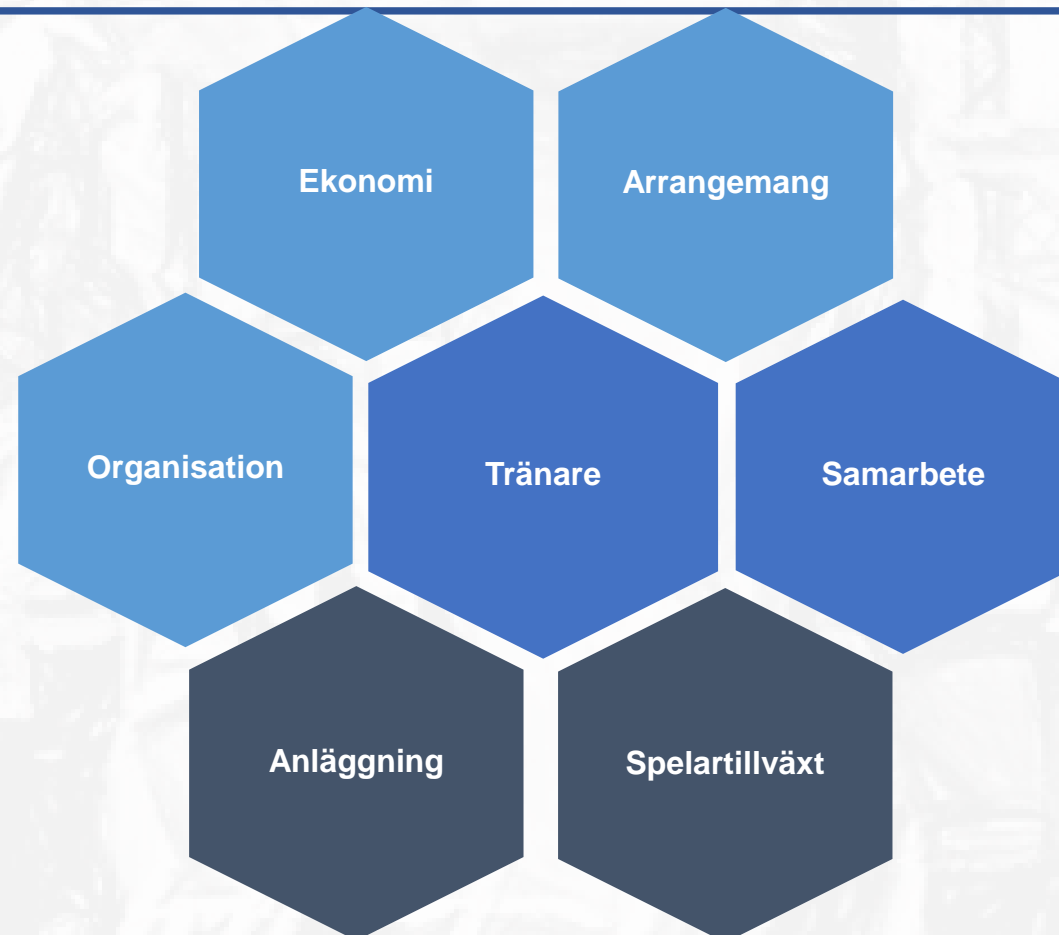 Ekonomi
Arrangemang
Organisation
Tränare
Samarbete
Anläggning
Spelartillväxt